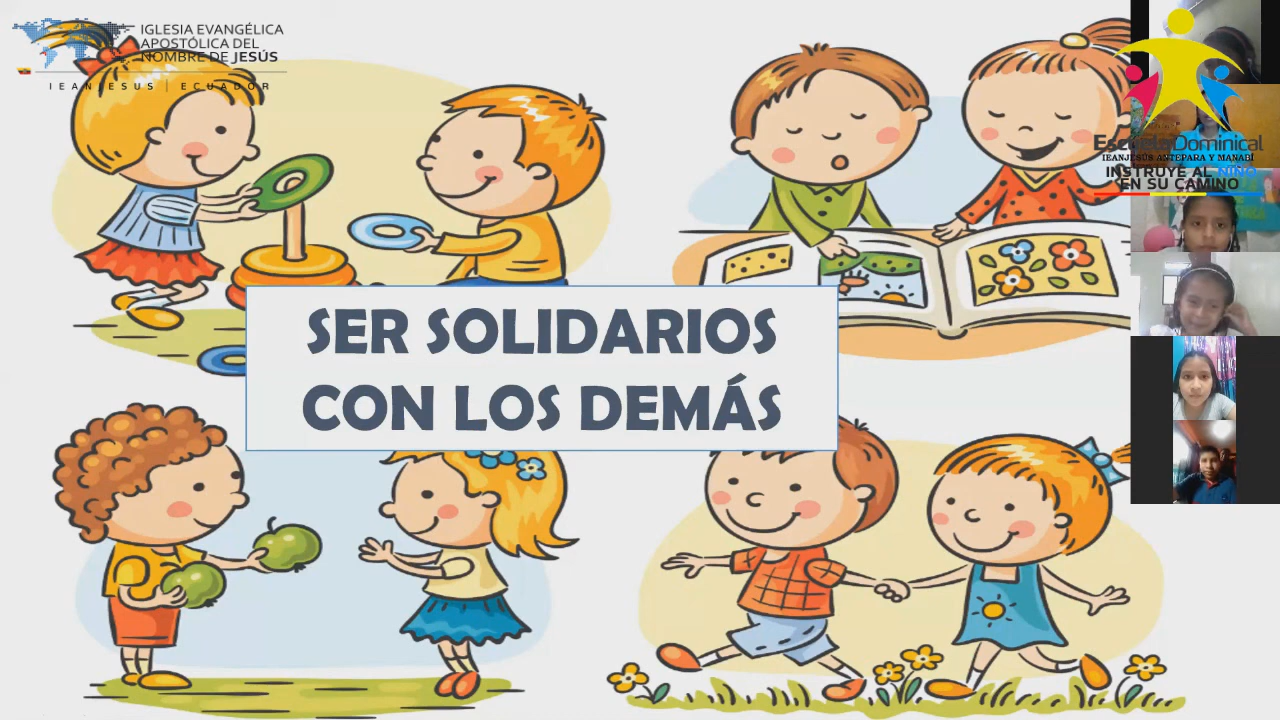 IGLESIA EVANGÉLICA
APOSTÓLICA DEL
NOMBRE DE JESÚS
IEANJESUS | ECUADOR
EscuelaDominical
IEANJESÚS ANTEPARA Y MANABÍ
INSTRUYE AL NIÑO
EN SU CAMINO
SER SOLIDARIOS
CON LOS DEMÁS